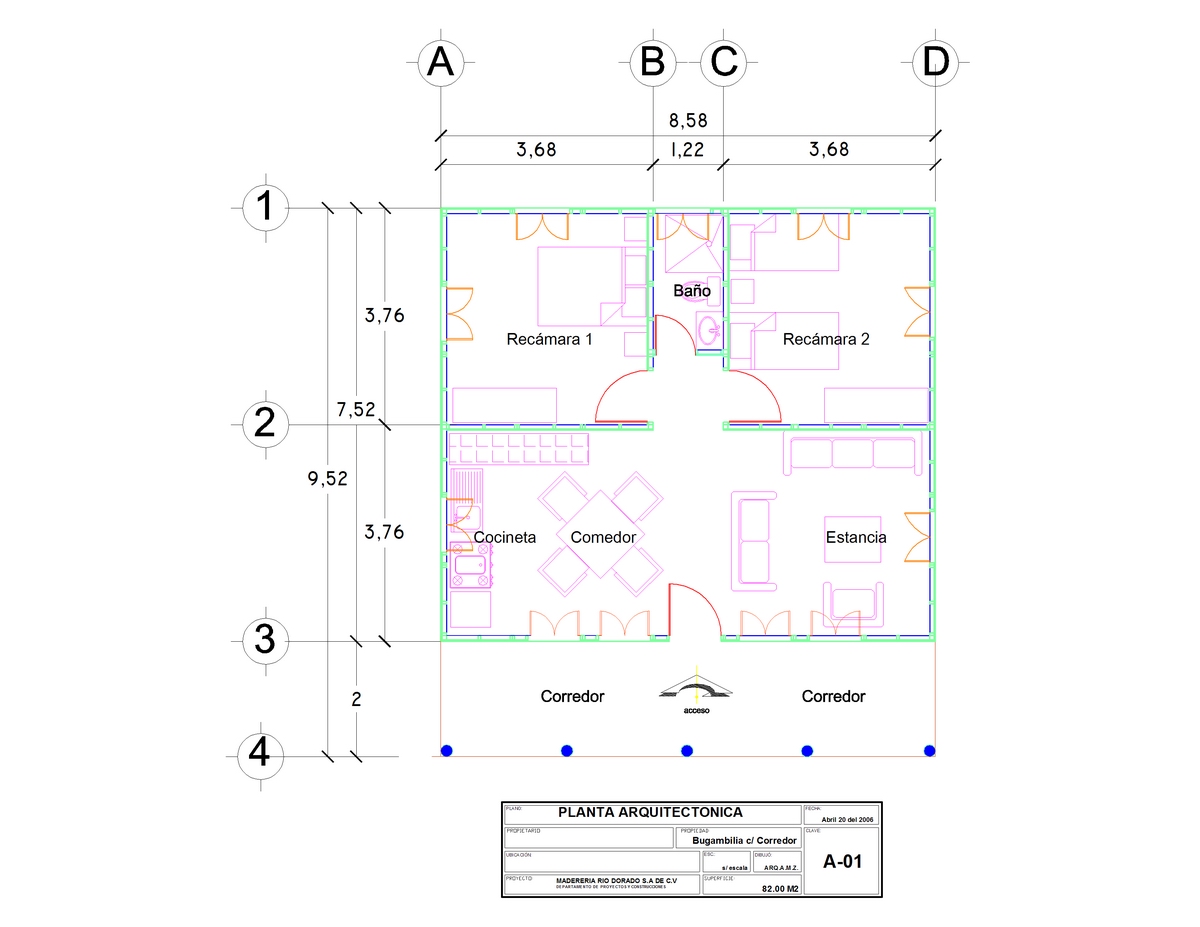 A B C D
8,58
3,68 1,22 3,68
1
3,76
Baño
Recámara 1
Recámara 2
7,52
2
9,52
3,76
Cocineta
Comedor
Estancia
3
2
Corredor
Corredor
acceso
4
PLANO:
PLANTA ARQUITECTONICA
FECHA:
Abril 20 del 2006
PROPIETARIO
PROPIEDAD
Bugambilia c/ Corredor
CLAVE:
A-01
UBICACION:
ESC.
s/ escala
DIBUJO:
ARQ.A.M.Z.
PROYECTO
MADERERIA RIO DORADO S.A DE C.V
DEPARTAMENTO DE PROYECTOS Y CONSTRUCCIONES
SUPERFICIE:
82.00 M2